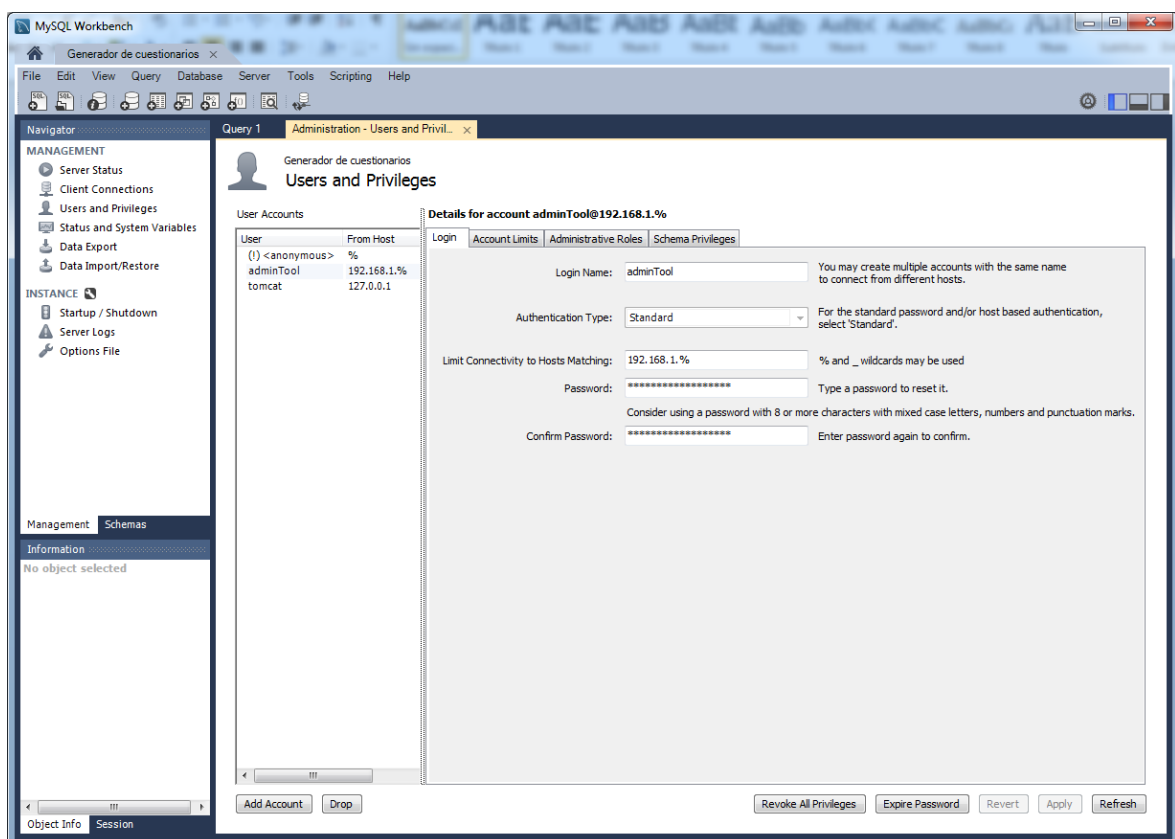 MySQL Workbench
Generador de cuestionarios ×
File Edit View Query Database Server Tools Scripting Help
Navigator
MANAGEMENT
Server Status
Client Connections
Users and Privileges
Status and System Variables
Data Export
Data Import/Restore
INSTANCE
Startup / Shutdown
Server Logs
Options File
Management Schemas
Information
No object selected
Object Info Session
Query 1 Administration - Users and Privil... ×
Generador de cuestionarios
Users and Privileges
User Accounts
User From Host
(!) <anonymous> %
adminTool 192.168.1.%
tomcat 127.0.0.1
Add Account Drop
Details for account adminTool@192.168.1.%
Login Account Limits Administrative Roles Schema Privileges
Login Name: adminTool You may create multiple accounts with the same name
to connect from different hosts.
Authentication Type: Standard For the standard password and/or host based authentication,
select 'Standard'.
Limit Connectivity to Hosts Matching: 192.168.1.% % and _ wildcards may be used
Password: ****************** Type a password to reset it.
Consider using a password with 8 or more characters with mixed case letters, numbers and punctuation marks.
Confirm Password: ****************** Enter password again to confirm.
Revoke All Privileges Expire Password Revert Apply Refresh